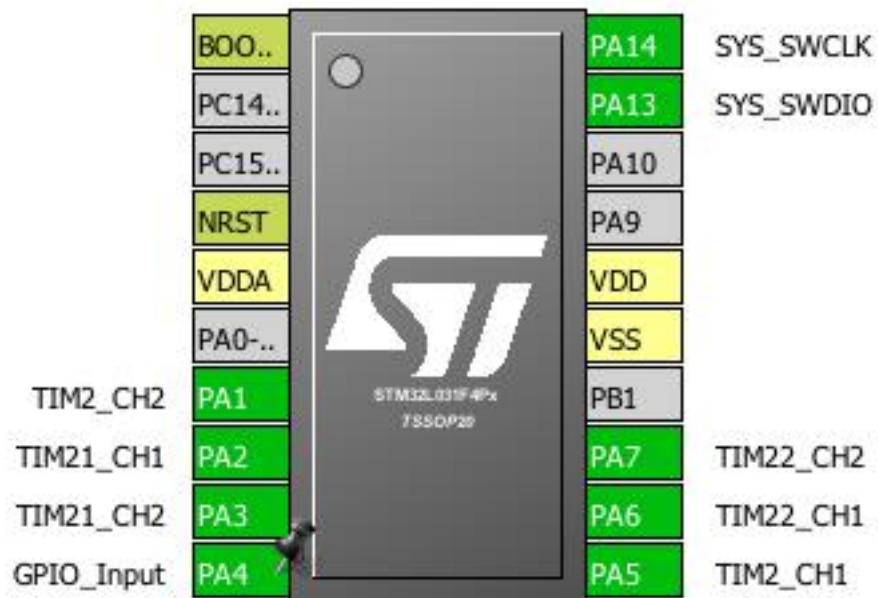 BOO..
PC14..
PC15..
NRST
VDDA
PA0-..
TIM2_CH2 PA1
TIM21_CH1 PA2
TIM21_CH2 PA3
GPIO_Input PA4
ST
STM32L031F4Px
TSSOP20
PA14 SYS_SWCLK
PA13 SYS_SWDIO
PA10
PA9
VDD
VSS
PB1
PA7 TIM22_CH2
PA6 TIM22_CH1
PA5 TIM2_CH1